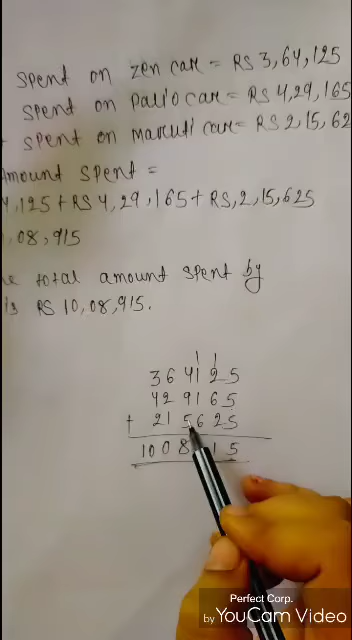 spent on zen car = RS 3,64,125
spent on palio car = RS 4,29,165
spent on maruti car = RS 2,15,62
Amount spent =
4,125 + RS 4,29,165 + RS,2,15,625
08,915
total amount spent by
is RS 10,08,915.
1 1
3 6 4 1 2 5
4 2 9 1 6 5
+ 2 1 5 6 2 5
1 0 0 8 1 5
Perfect Corp.
by YouCam Video